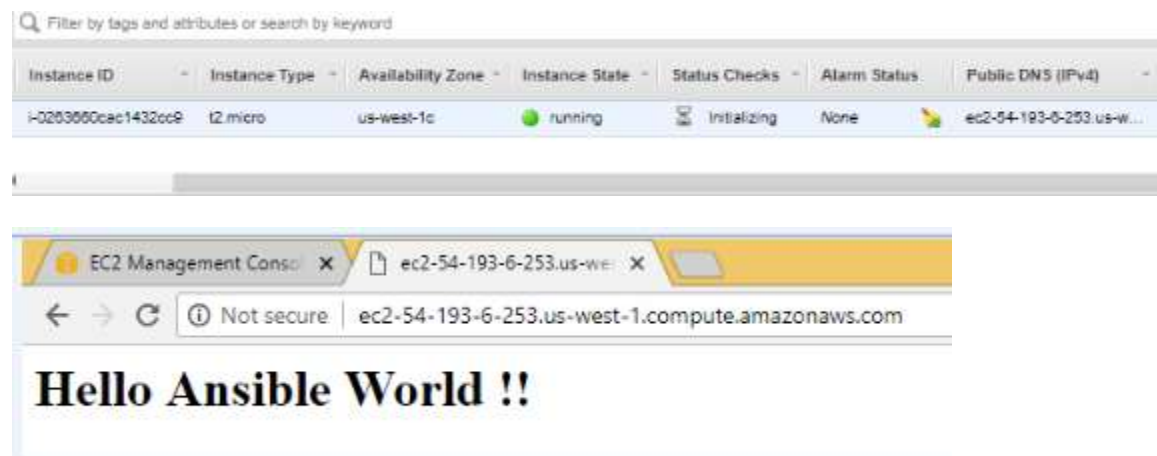 Filter by tags and attributes or search by keyword
Instance ID Instance Type Availability Zone Instance State Status Checks Alarm Status Public DNS (IPv4)
t2.micro us-west-1c running Initializing None ec2-54-193-6-253.us-w...
EC2 Management Consol ec2-54-193-6-253.us-we
Not secure ec2-54-193-6-253.us-west-1.compute.amazonaws.com
Hello Ansible World !!